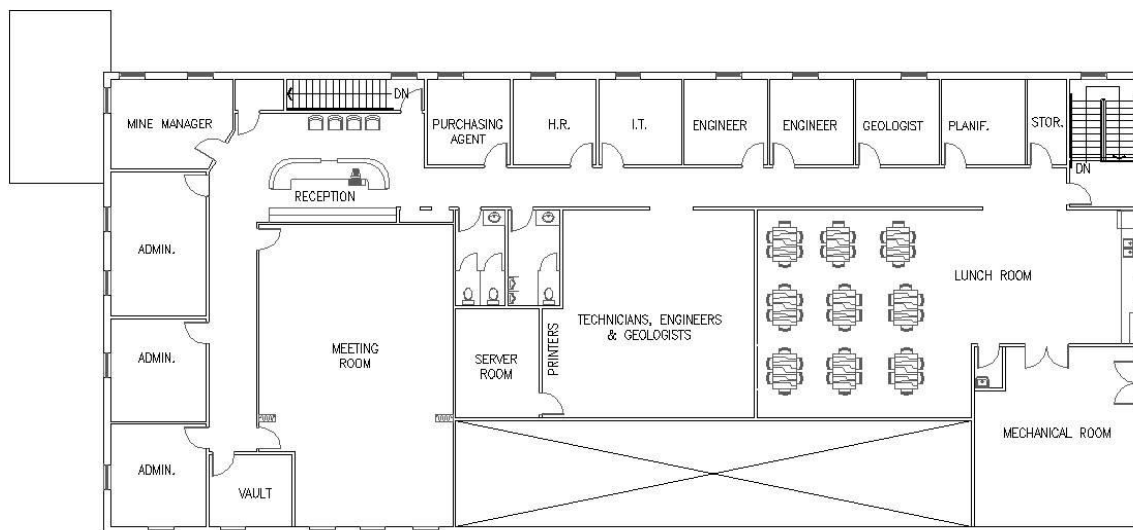 DN
MINE MANAGER
PURCHASING
AGENT
H.R.
I.T.
ENGINEER
ENGINEER
GEOLOGIST
PLANIF.
STOR.
DN
RECEPTION
ADMIN.
LUNCH ROOM
TECHNICIANS, ENGINEERS
& GEOLOGISTS
PRINTERS
MEETING
ROOM
SERVER
ROOM
ADMIN.
MECHANICAL ROOM
ADMIN.
VAULT